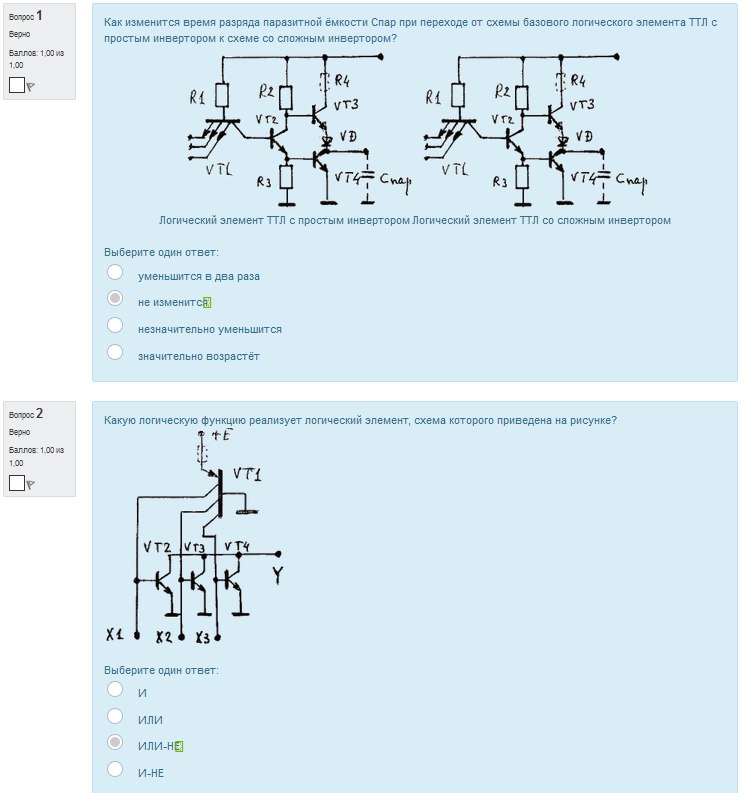 Вопрос 1
Верно
Баллов: 1,00 из
1,00
Как изменится время разряда паразитной ёмкости Спар при переходе от схемы базового логического элемента ТТЛ с
простым инвертором к схеме со сложным инвертором?
R1 R2 R4 VT3 VT2 VD VT1 R3 VT4 Спар
R1 R2 R4 VT3 VT2 VD VT1 R3 VT4 Спар
Логический элемент ТТЛ с простым инвертором Логический элемент ТТЛ со сложным инвертором
Выберите один ответ:
уменьшится в два раза
не изменится
незначительно уменьшится
значительно возрастёт
Вопрос 2
Верно
Баллов: 1,00 из
1,00
Какую логическую функцию реализует логический элемент, схема которого приведена на рисунке?
+E
VT1
VT2 VT3 VT4
Y
X1 X2 X3
Выберите один ответ:
И
ИЛИ
ИЛИ-НЕ
И-НЕ